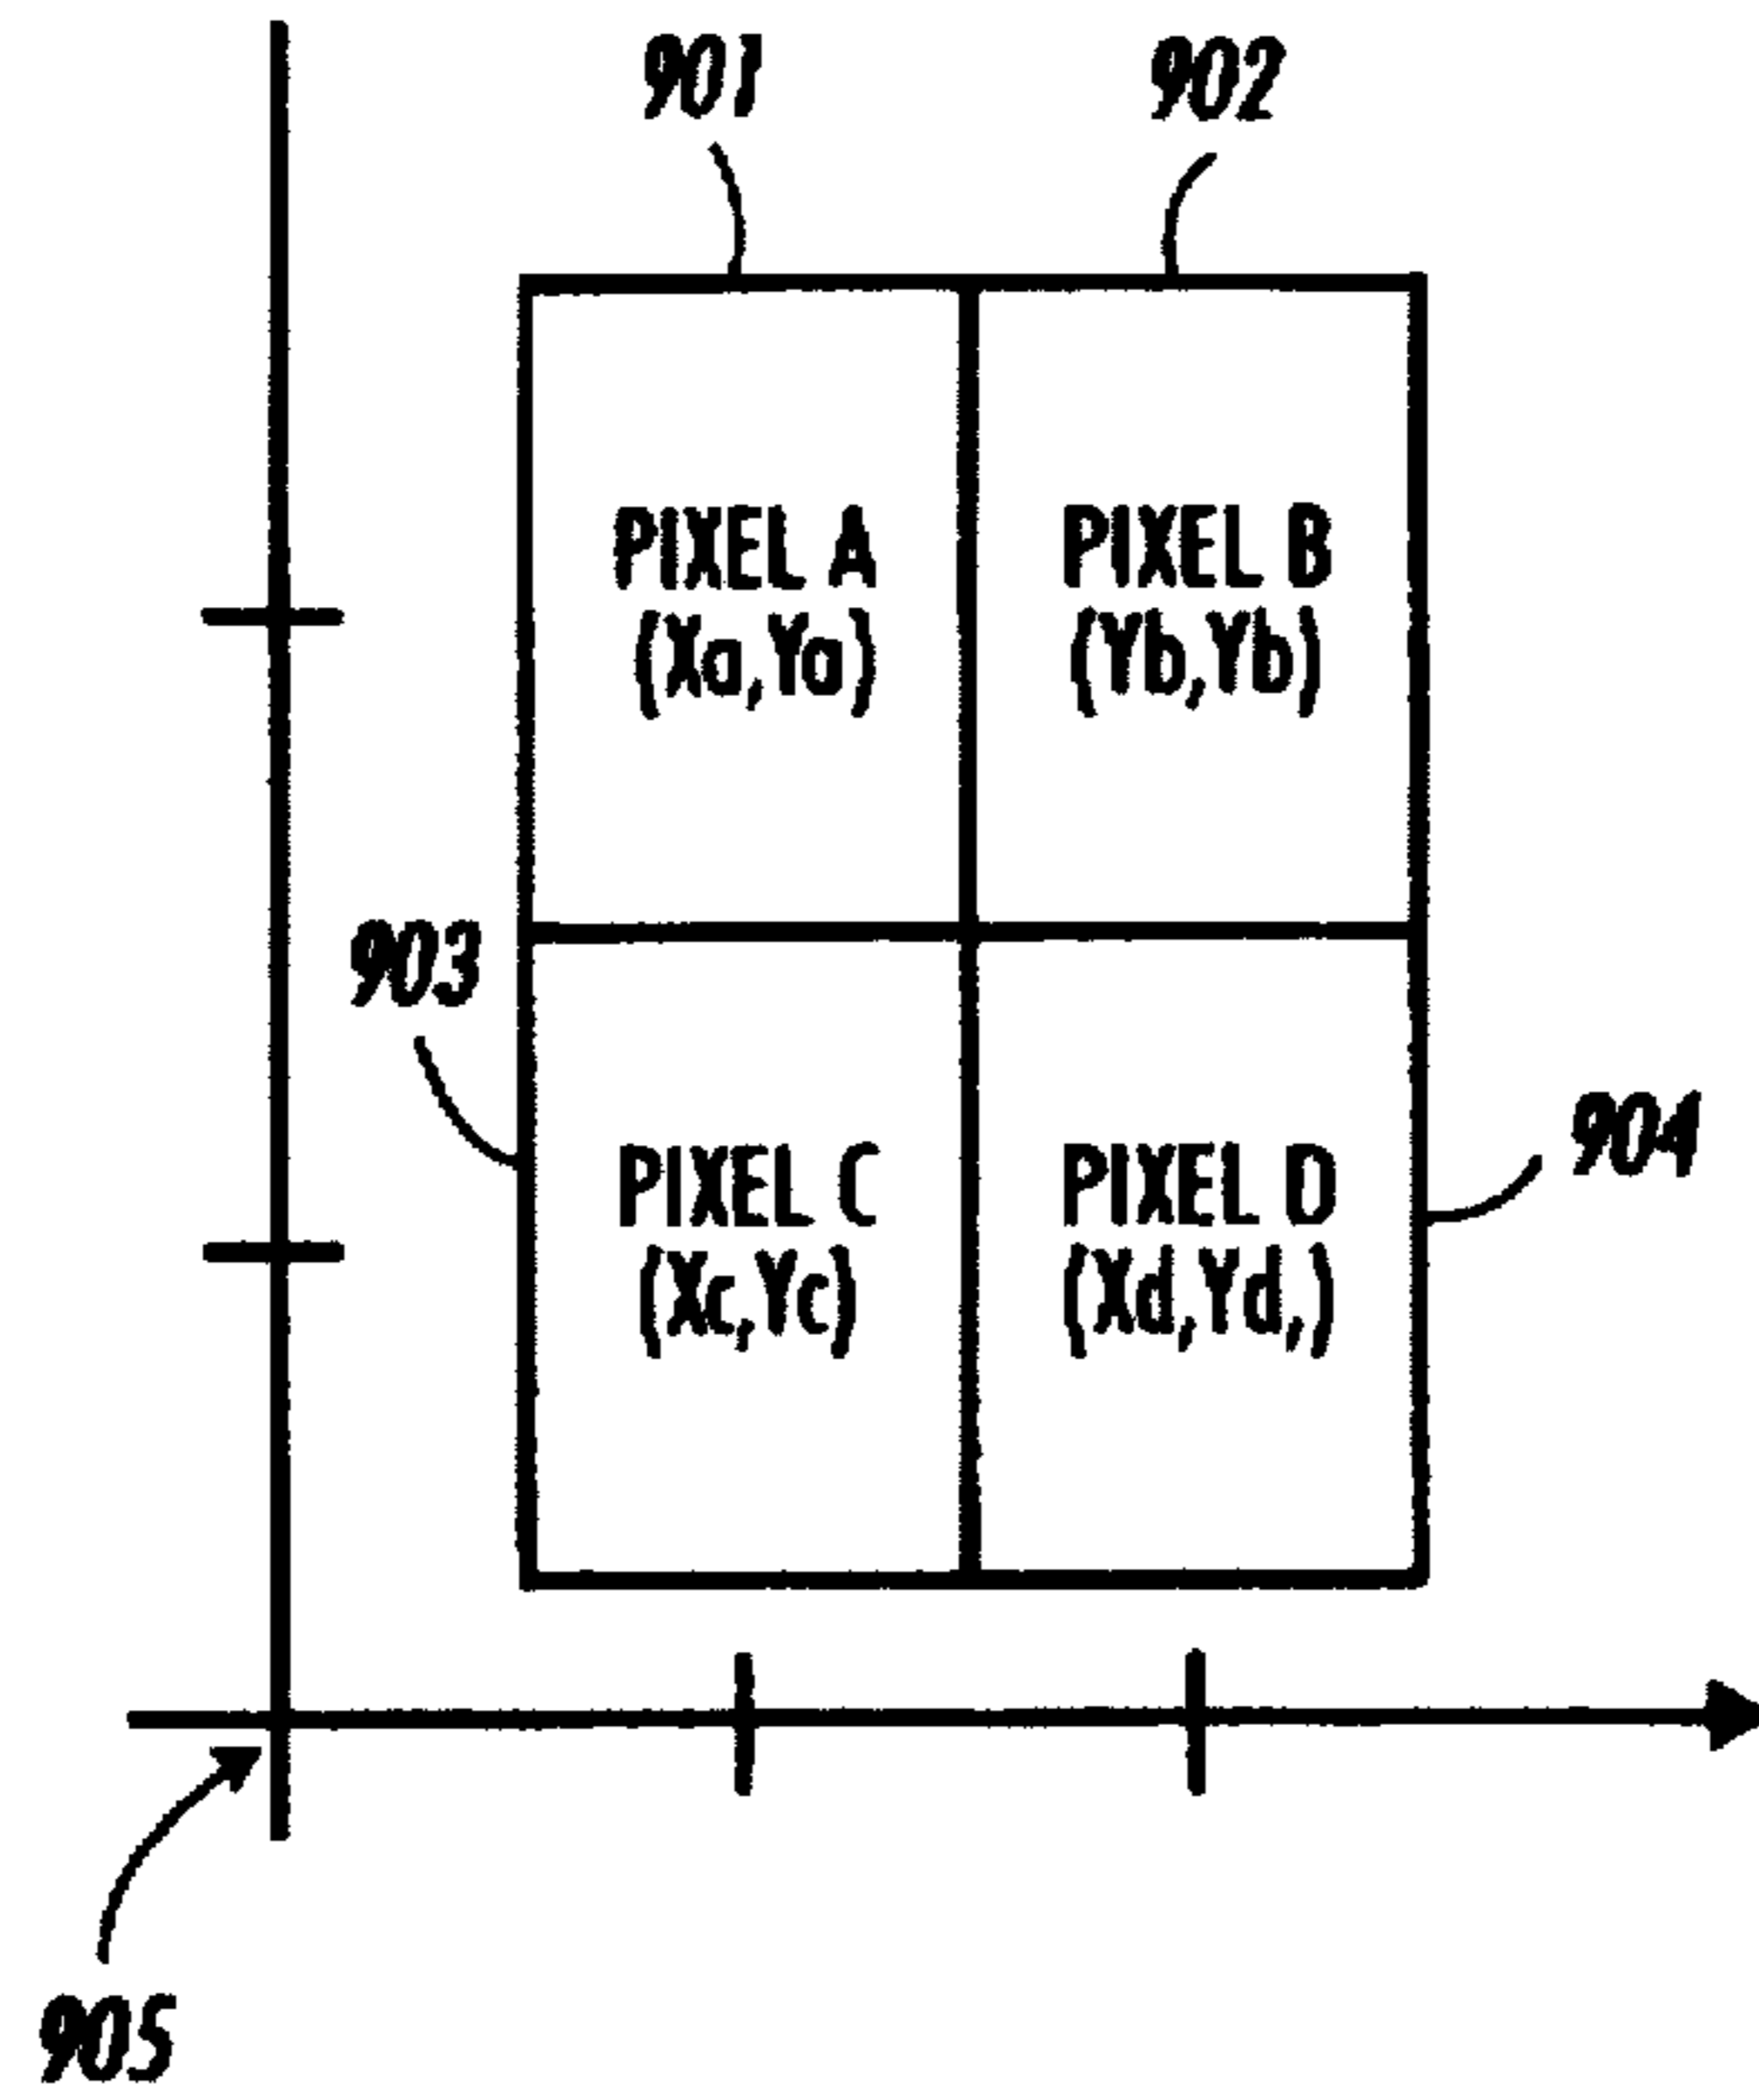 901
902
PIXEL A
(Xa,Ya)
PIXEL B
(Yb,Yb)
903
904
PIXEL C
(Xc,Yc)
PIXEL D
(Xd,Yd,)
905